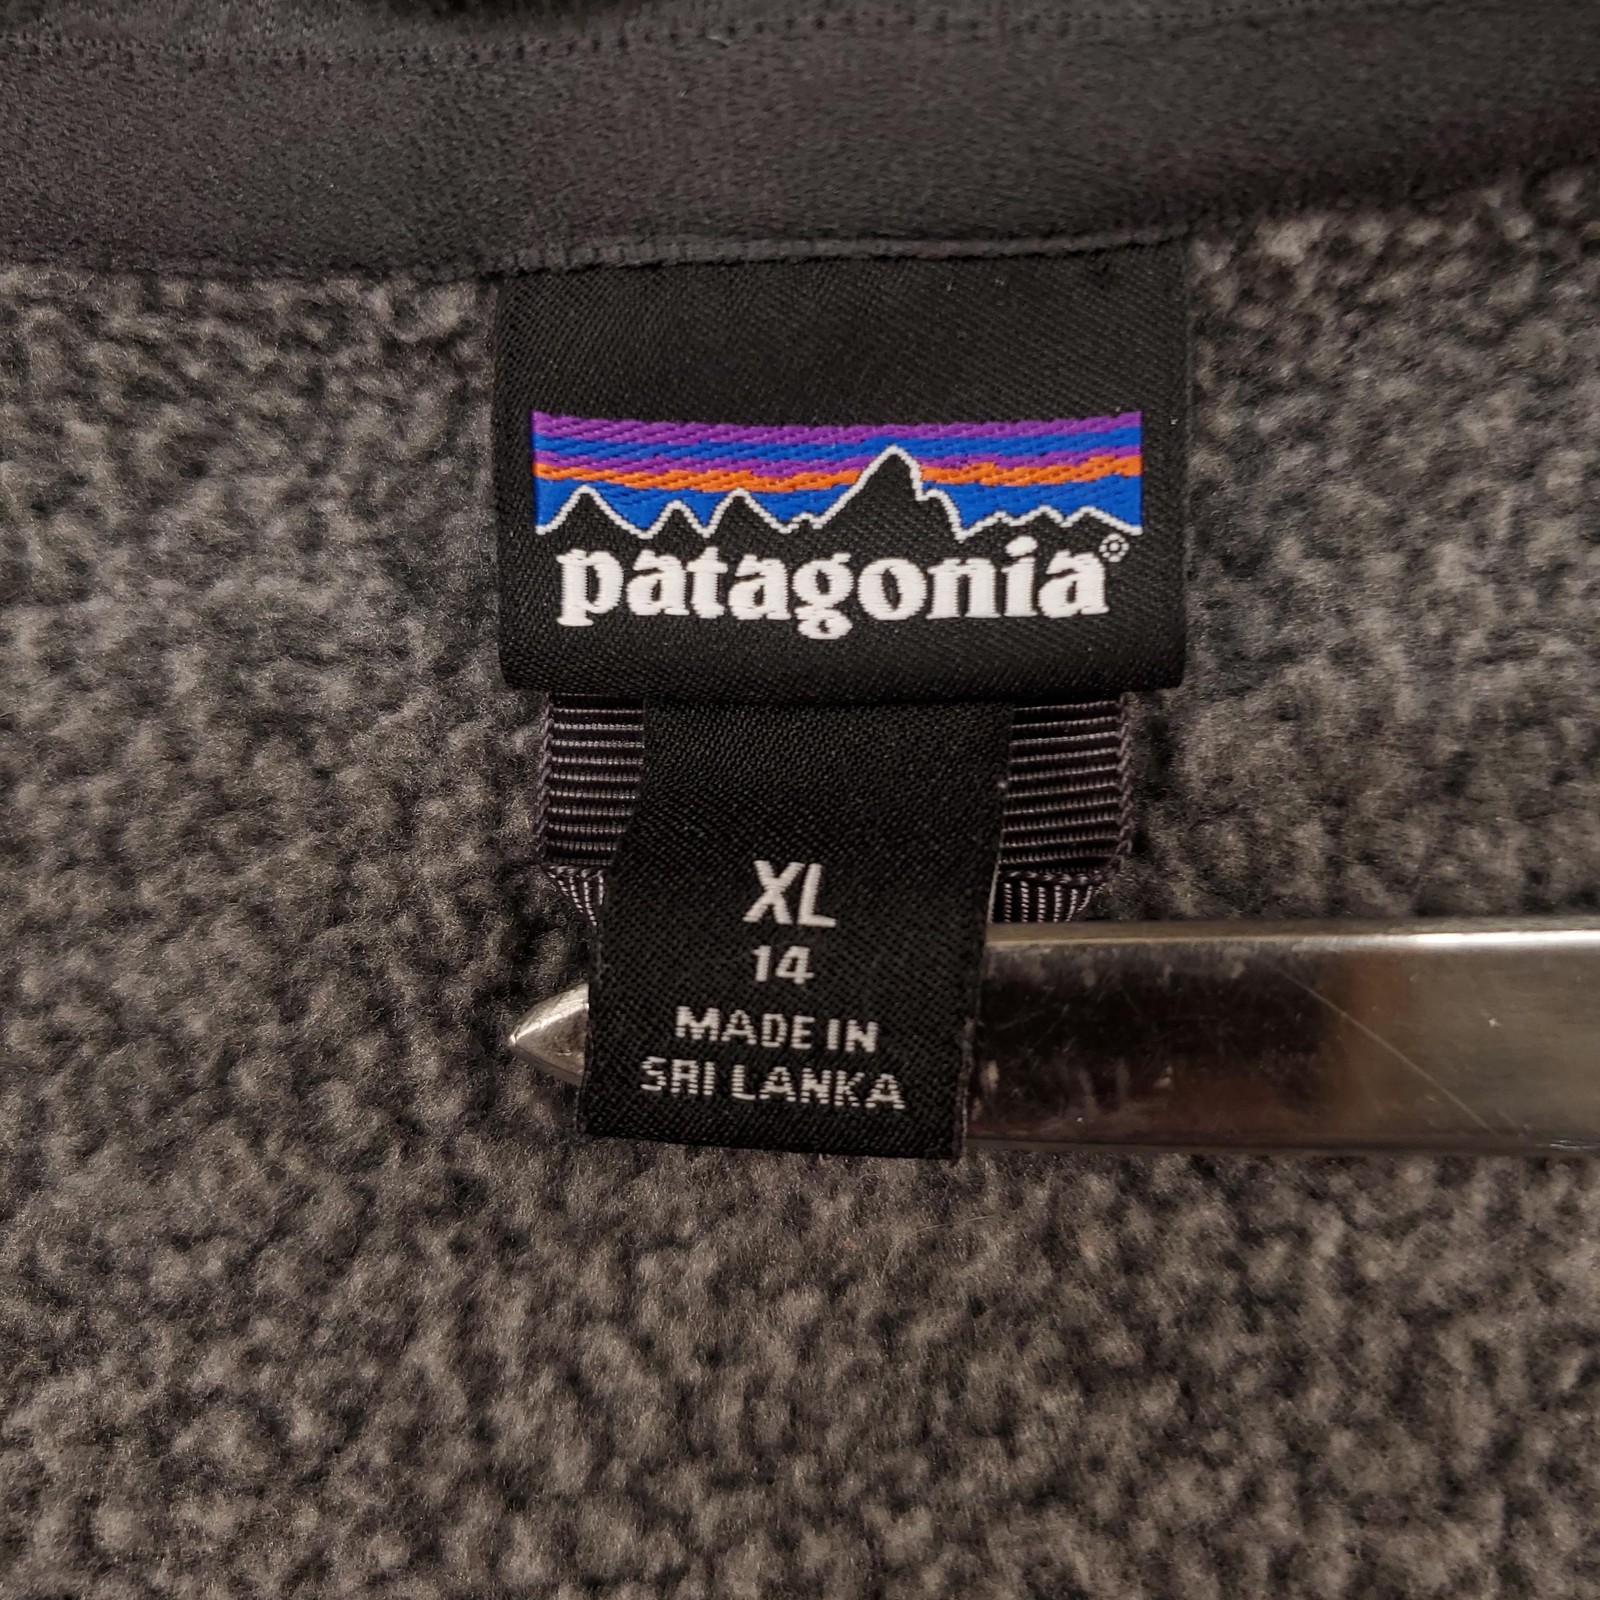 patagonia®
XL
14
MADE IN
SRI LANKA